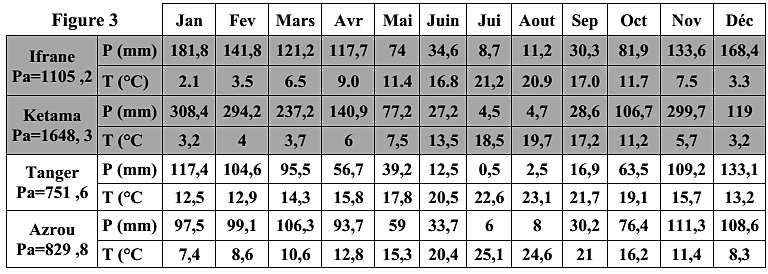 Figure 3 Jan Fev Mars Avr Mai Juin Jui Aout Sep Oct Nov Déc
Ifrane Pa=1105 ,2 P (mm) 181,8 141,8 121,2 117,7 74 34,6 8,7 11,2 30,3 81,9 133,6 168,4
T (°C) 2.1 3.5 6.5 9.0 11.4 16.8 21,2 20.9 17.0 11.7 7.5 3.3
Ketama Pa=1648, 3 P (mm) 308,4 294,2 237,2 140,9 77,2 27,2 4,5 4,7 28,6 106,7 299,7 119
T (°C 3,2 4 3,7 6 7,5 13,5 18,5 19,7 17,2 11,2 5,7 3,2
Tanger Pa=751 ,6 P (mm) 117,4 104,6 95,5 56,7 39,2 12,5 0,5 2,5 16,9 63,5 109,2 133,1
T (°C 12,5 12,9 14,3 15,8 17,8 20,5 22,6 23,1 21,7 19,1 15,7 13,2
Azrou Pa=829 ,8 P (mm) 97,5 99,1 106,3 93,7 59 33,7 6 8 30,2 76,4 111,3 108,6
T (°C 7,4 8,6 10,6 12,8 15,3 20,4 25,1 24,6 21 16,2 11,4 8,3